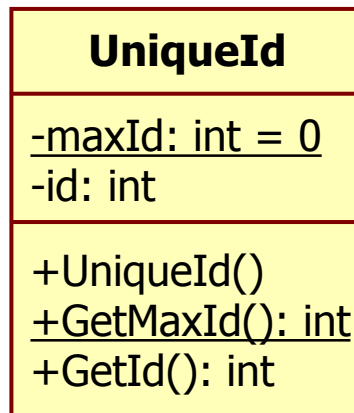 UniqueId
-maxId: int = 0
-id: int
+UniqueId()
+GetMaxId(): int
+GetId(): int